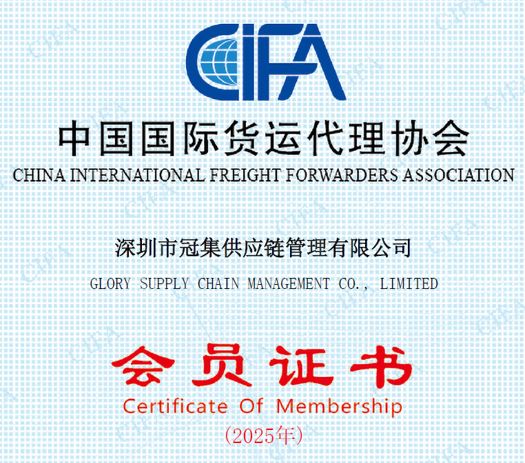 CIFA
中国国际货运代理协会
CHINA INTERNATIONAL FREIGHT FORWARDERS ASSOCIATION
深圳市冠集供应链管理有限公司
GLORY SUPPLY CHAIN MANAGEMENT CO., LIMITED
会员证书
Certificate Of Membership
(2025年)